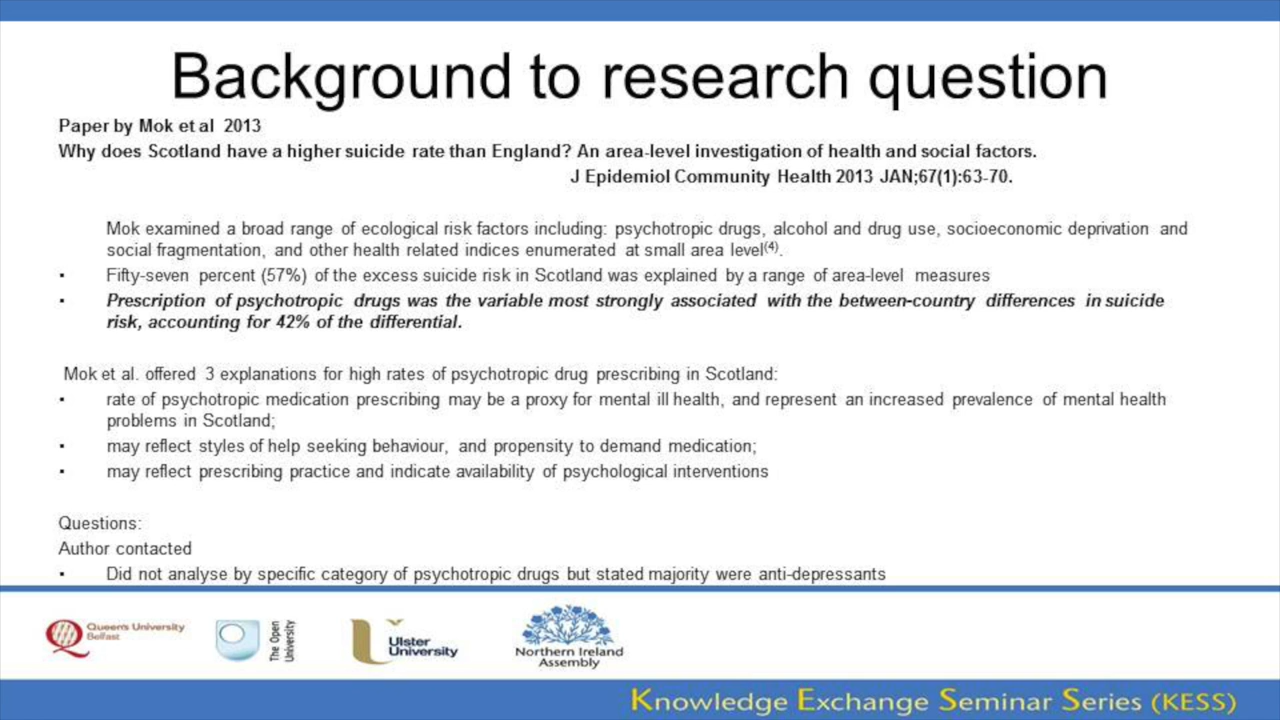 Background to research question
Paper by Mok et al 2013
Why does Scotland have a higher suicide rate than England? An area-level investigation of health and social factors.
J Epidemiol Community Health 2013 JAN;67(1):63-70.
Mok examined a broad range of ecological risk factors including: psychotropic drugs, alcohol and drug use, socioeconomic deprivation and
social fragmentation, and other health related indices enumerated at small area level(4).
▪ Fifty-seven percent (57%) of the excess suicide risk in Scotland was explained by a range of area-level measures
▪ Prescription of psychotropic drugs was the variable most strongly associated with the between-country differences in suicide
risk, accounting for 42% of the differential.
Mok et al. offered 3 explanations for high rates of psychotropic drug prescribing in Scotland:
▪ rate of psychotropic medication prescribing may be a proxy for mental ill health, and represent an increased prevalence of mental health
problems in Scotland;
▪ may reflect styles of help seeking behaviour, and propensity to demand medication;
▪ may reflect prescribing practice and indicate availability of psychological interventions
Questions:
Author contacted
▪ Did not analyse by specific category of psychotropic drugs but stated majority were anti-depressants
Queen's University
Belfast
The Open
University
Ulster
University
Northern Ireland
Assembly
Knowledge Exchange Seminar Series (KESS)